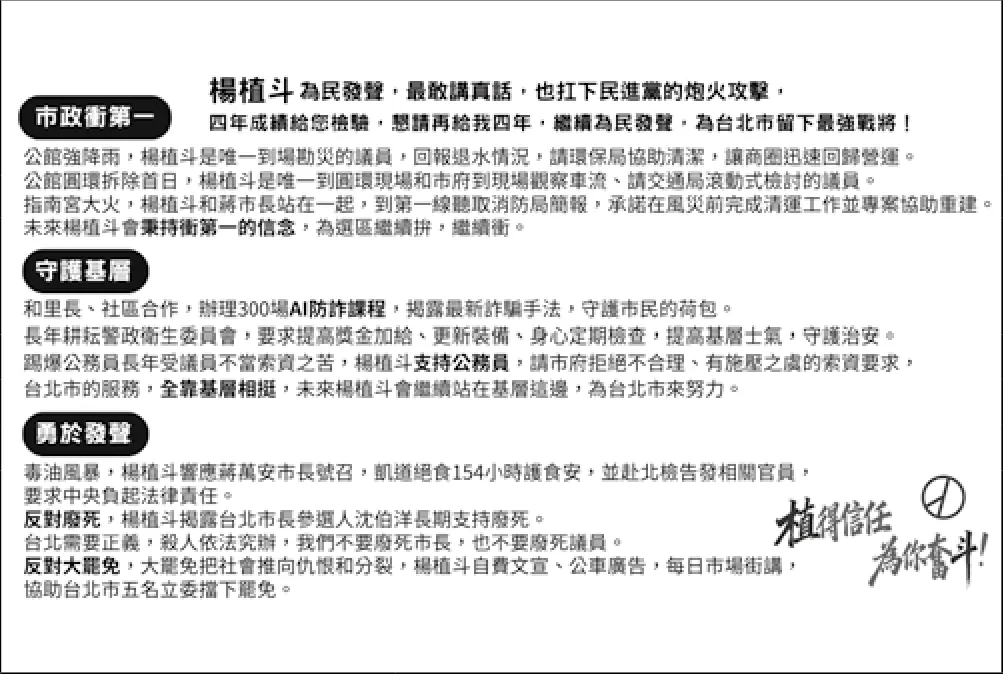 楊植斗為民發聲，最敢講真話，也扛下民進黨的炮火攻擊，
四年成績給您檢驗，懇請再給我四年，繼續為民發聲，為台北市留下最強戰將！
市政衝第一
公館強降雨，楊植斗是唯一到場勘災的議員，回報退水情況，請環保局協助清潔，讓商圈迅速回歸營運。
公館圓環拆除首日，楊植斗是唯一到圓環現場和市府到現場觀察車流、請交通局滾動式檢討的議員。
指南宮大火，楊植斗和蔣市長站在一起，到第一線聽取消防局簡報，承諾在風災前完成清運工作並專案協助重建。
未來楊植斗會秉持衝第一的信念，為選區繼續拚，繼續衝。
守護基層
和里長、社區合作，辦理300場AI防詐課程，揭露最新詐騙手法，守護市民的荷包。
長年耕耘警政衛生委員會，要求提高獎金加給、更新裝備、身心定期檢查，提高基層士氣，守護治安。
踢爆公務員長年受議員不當索資之苦，楊植斗支持公務員，請市府拒絕不合理、有施壓之虞的索資要求，
台北市的服務，全靠基層相挺，未來楊植斗會繼續站在基層這邊，為台北市來努力。
勇於發聲
毒油風暴，楊植斗響應蔣萬安市長號召，凱道絕食154小時護食安，並赴北檢告發相關官員，
要求中央負起法律責任。
反對廢死，楊植斗揭露台北市長參選人沈伯洋長期支持廢死。
台北需要正義，殺人依法究辦，我們不要廢死市長，也不要廢死議員。
反對大罷免，大罷免把社會推向仇恨和分裂，楊植斗自費文宣、公車廣告，每日市場街講，
協助台北市五名立委擋下罷免。
植得信任
為你奮斗!